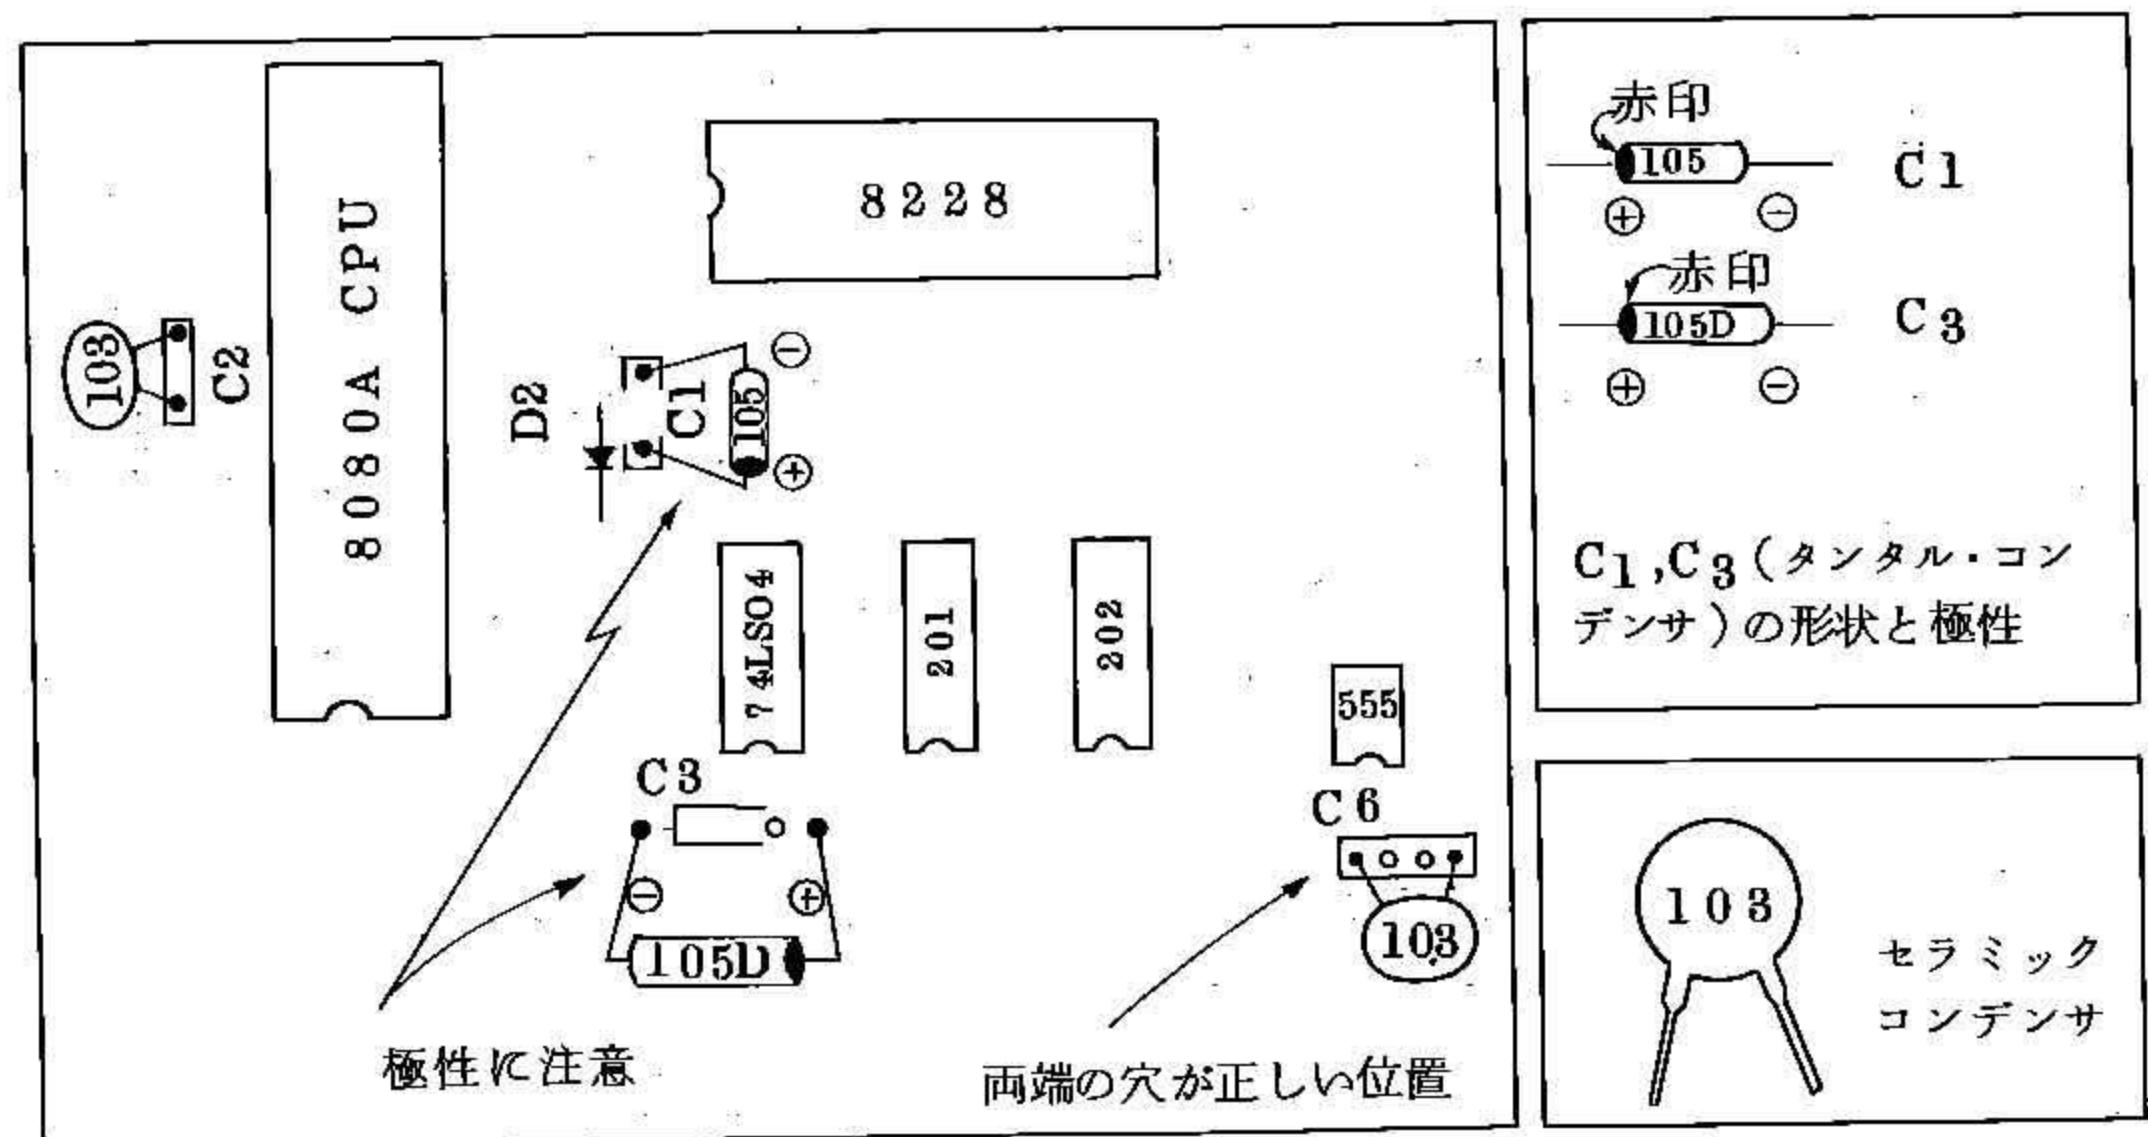 8080A CPU
8228
103
C2
D2
C1
105
⊖
⊕
74LS04
201
202
555
C3
⊖
⊕
105D
C6
103
極性に注意
両端の穴が正しい位置
赤印
105
C1
⊕ ⊖
赤印
105D
C3
⊕ ⊖
C1,C3(タンタル・コン
デンサ)の形状と極性
103
セラミック
コンデンサ